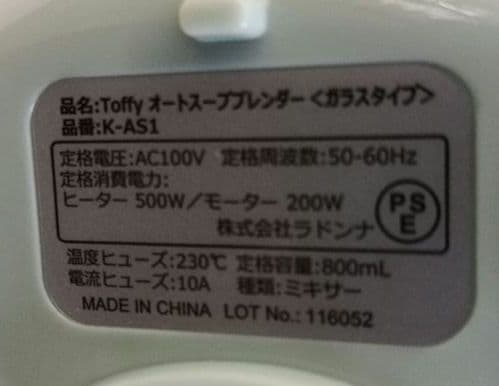 品名:Toffy オートスープブレンダー＜ガラスタイプ＞
品番:K-AS1
定格電圧:AC100V 定格周波数:50-60Hz
定格消費電力:
ヒーター 500W／モーター 200W
株式会社ラドンナ
PSE
温度ヒューズ:230℃ 定格容量:800mL
電流ヒューズ:10A 種類:ミキサー
MADE IN CHINA LOT No.: 116052